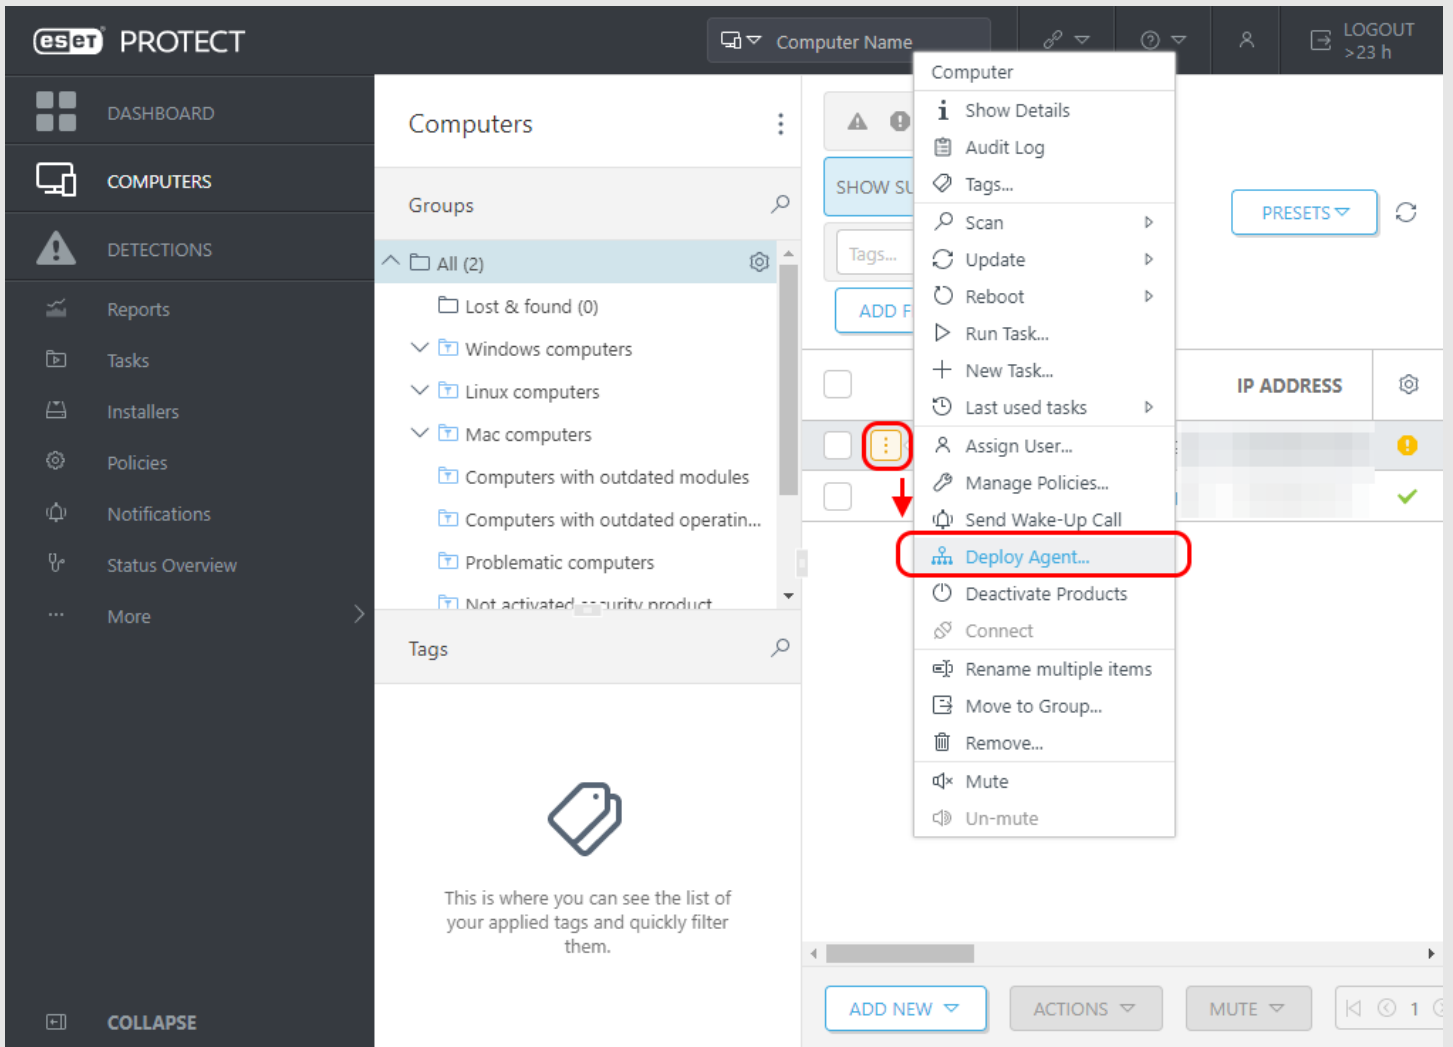 eset PROTECT
Computer Name
LOGOUT
>23 h
DASHBOARD
COMPUTERS
DETECTIONS
Reports
Tasks
Installers
Policies
Notifications
Status Overview
More
COLLAPSE
Computers
Groups
All (2)
Lost & found (0)
Windows computers
Linux computers
Mac computers
Computers with outdated modules
Computers with outdated operatin...
Problematic computers
Not activated security product
Tags
This is where you can see the list of
your applied tags and quickly filter
them.
SHOW SU
Tags...
ADD F
PRESETS
IP ADDRESS
Computer
Show Details
Audit Log
Tags...
Scan
Update
Reboot
Run Task...
New Task...
Last used tasks
Assign User...
Manage Policies...
Send Wake-Up Call
Deploy Agent...
Deactivate Products
Connect
Rename multiple items
Move to Group...
Remove...
Mute
Un-mute
ADD NEW
ACTIONS
MUTE
1